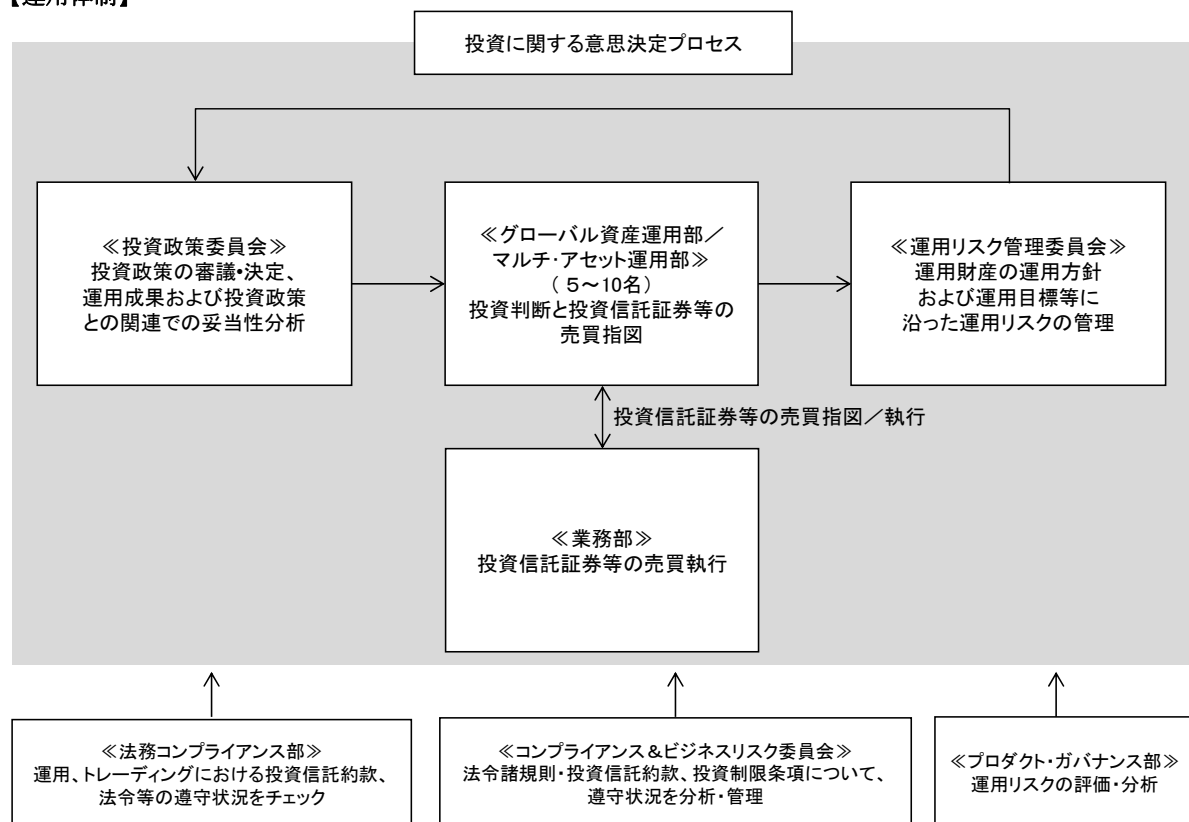 【運用体制】
投資に関する意思決定プロセス
≪投資政策委員会≫
投資政策の審議・決定、
運用成果および投資政策
との関連での妥当性分析
≪グローバル資産運用部／
マルチ・アセット運用部≫
（ 5～10名）
投資判断と投資信託証券等の
売買指図
≪運用リスク管理委員会≫
運用財産の運用方針
および運用目標等に
沿った運用リスクの管理
投資信託証券等の売買指図／執行
≪業務部≫
投資信託証券等の売買執行
≪法務コンプライアンス部≫
運用、トレーディングにおける投資信託約款、
法令等の遵守状況をチェック
≪コンプライアンス＆ビジネスリスク委員会≫
法令諸規則・投資信託約款、投資制限条項について、
遵守状況を分析・管理
≪プロダクト・ガバナンス部≫
運用リスクの評価・分析